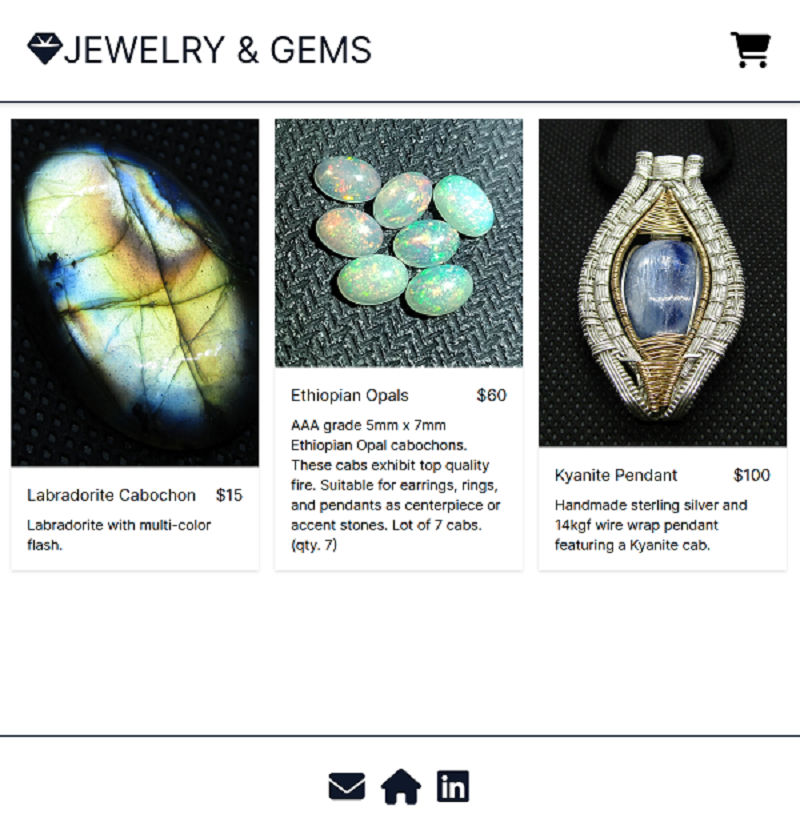 JEWELRY & GEMS
Labradorite Cabochon $15
Labradorite with multi-color
flash.
Ethiopian Opals $60
AAA grade 5mm x 7mm
Ethiopian Opal cabochons.
These cabs exhibit top quality
fire. Suitable for earrings, rings,
and pendants as centerpiece or
accent stones. Lot of 7 cabs.
(qty. 7)
Kyanite Pendant $100
Handmade sterling silver and
14kgf wire wrap pendant
featuring a Kyanite cab.
in